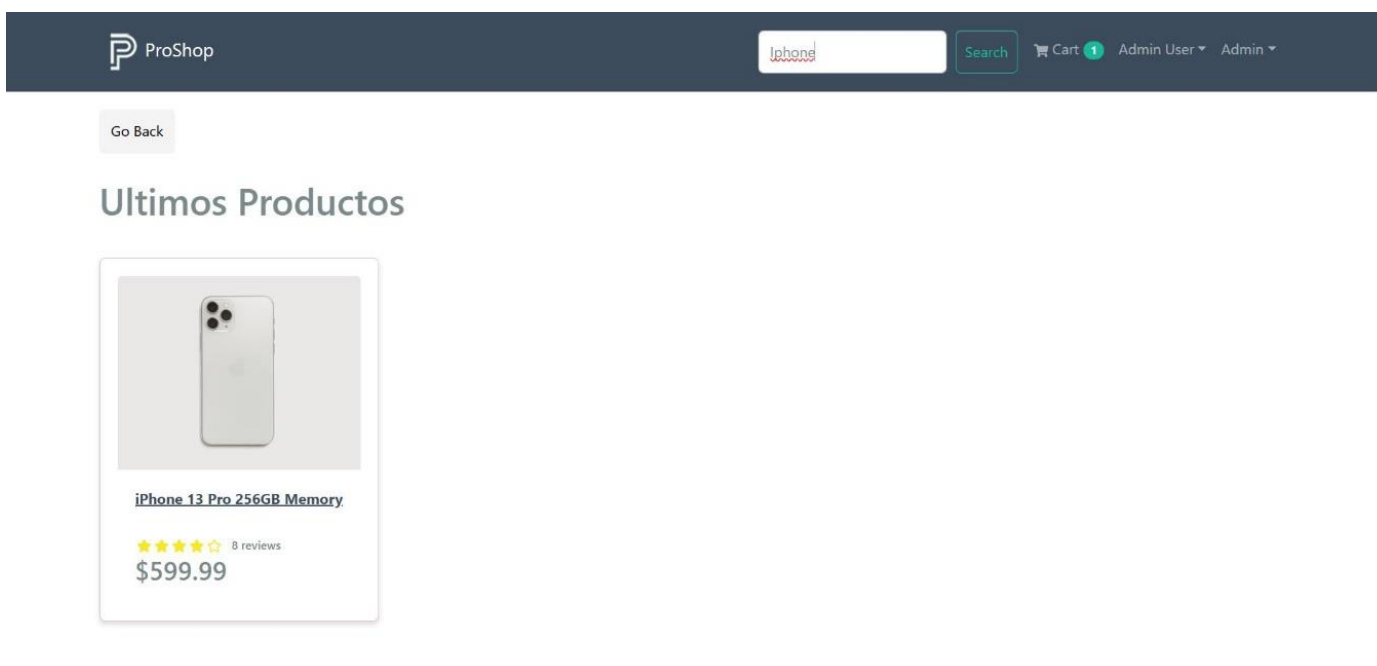 ProShop Iphone Search Cart 1 Admin User Admin
Go Back
Ultimos Productos
iPhone 13 Pro 256GB Memory
8 reviews
$599.99